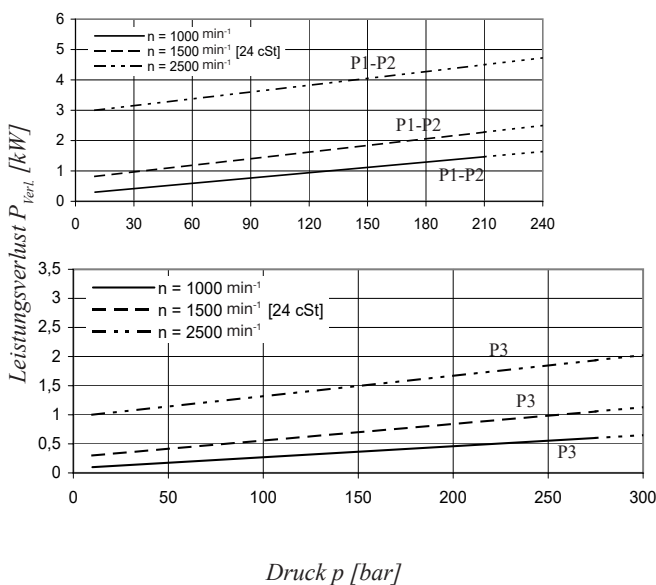 Leistungsverlust P Verl. [kW]
6
5
4
3
2
1
0
n = 1000 min⁻¹
n = 1500 min⁻¹ [24 cSt]
n = 2500 min⁻¹
P1-P2
P1-P2
P1-P2
0 30 60 90 120 150 180 210 240
3,5
3
2,5
2
1,5
1
0,5
0
n = 1000 min⁻¹
n = 1500 min⁻¹ [24 cSt]
n = 2500 min⁻¹
P3
P3
P3
0 50 100 150 200 250 300
Druck p [bar]